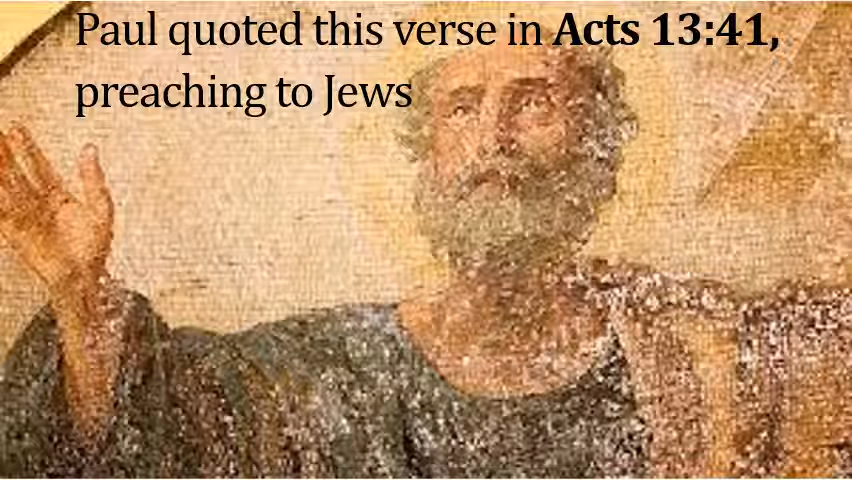 Paul quoted this verse in Acts 13:41,
preaching to Jews